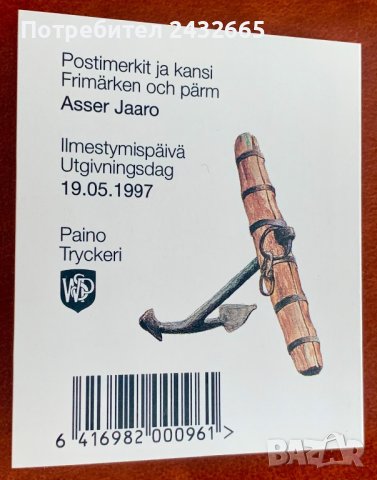 Потребител 2432665
Postimerkit ja kansi
Frimärken och pärm
Asser Jaaro
Ilmestymispäivä
Utgivningsdag
19.05.1997
Paino
Tryckeri
6 416982 000961 >
BAZAR